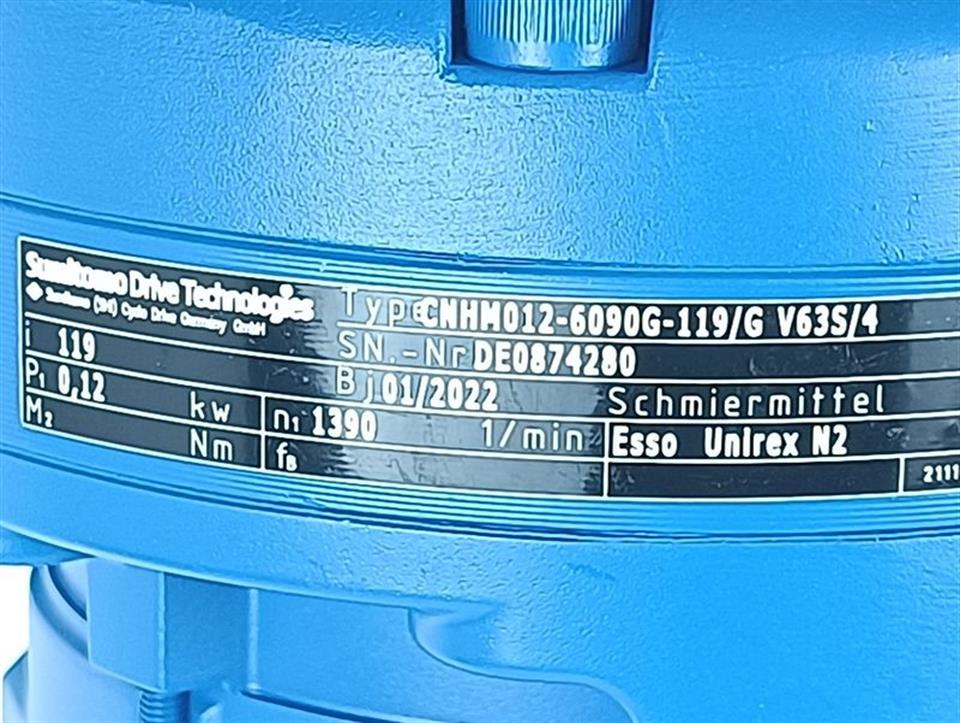 Sumitomo Drive Technologies
Sumitomo (SHI) Cyclo Drive Germany GmbH
Type CNHM012-6090G-119/G V63S/4
SN.-Nr DE0874280
i 119
Bj 01/2022 Schmiermittel
P1 0,12 kw n1 1390 1/min Esso Unirex N2
M2 Nm fB 2111